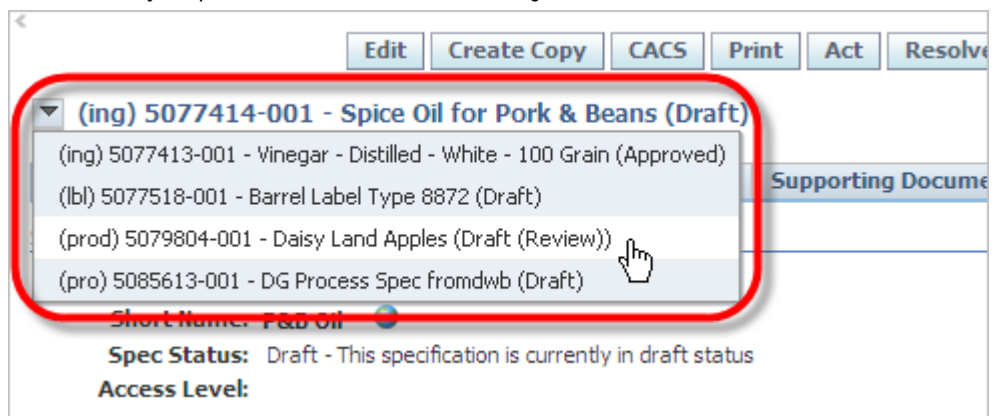 Edit Create Copy CACS Print Act Resolve
(ing) 5077414-001 - Spice Oil for Pork & Beans (Draft)
(ing) 5077413-001 - Vinegar - Distilled - White - 100 Grain (Approved)
Supporting Docume
(lbl) 5077518-001 - Barrel Label Type 8872 (Draft)
(prod) 5079804-001 - Daisy Land Apples (Draft (Review))
(pro) 5085613-001 - DG Process Spec fromdwb (Draft)
Short Name: P&B Oil
Spec Status: Draft - This specification is currently in draft status
Access Level: